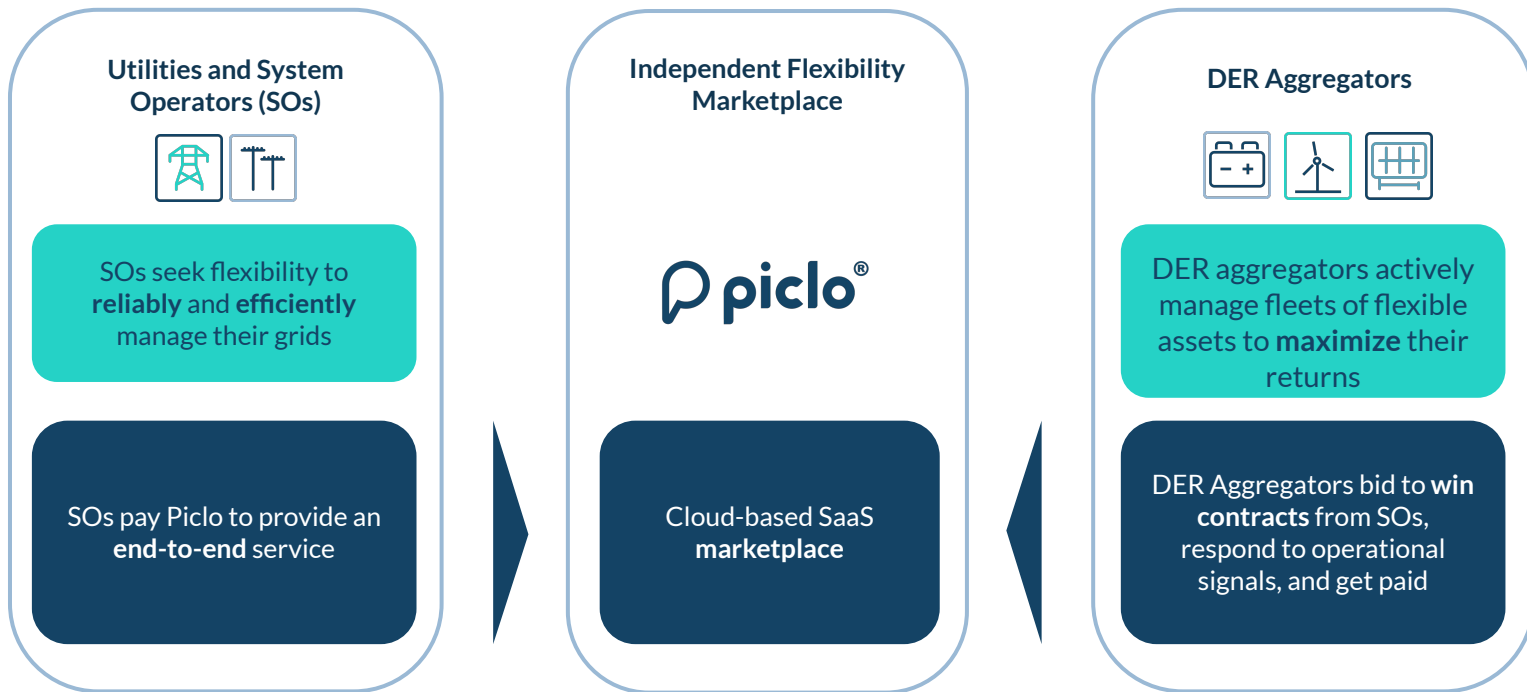 Utilities and System
Operators (SOs)
SOs seek flexibility to
reliably and efficiently
manage their grids
SOs pay Piclo to provide an
end-to-end service
Independent Flexibility
Marketplace
piclo®
Cloud-based SaaS
marketplace
DER Aggregators
DER aggregators actively
manage fleets of flexible
assets to maximize their
returns
DER Aggregators bid to win
contracts from SOs,
respond to operational
signals, and get paid